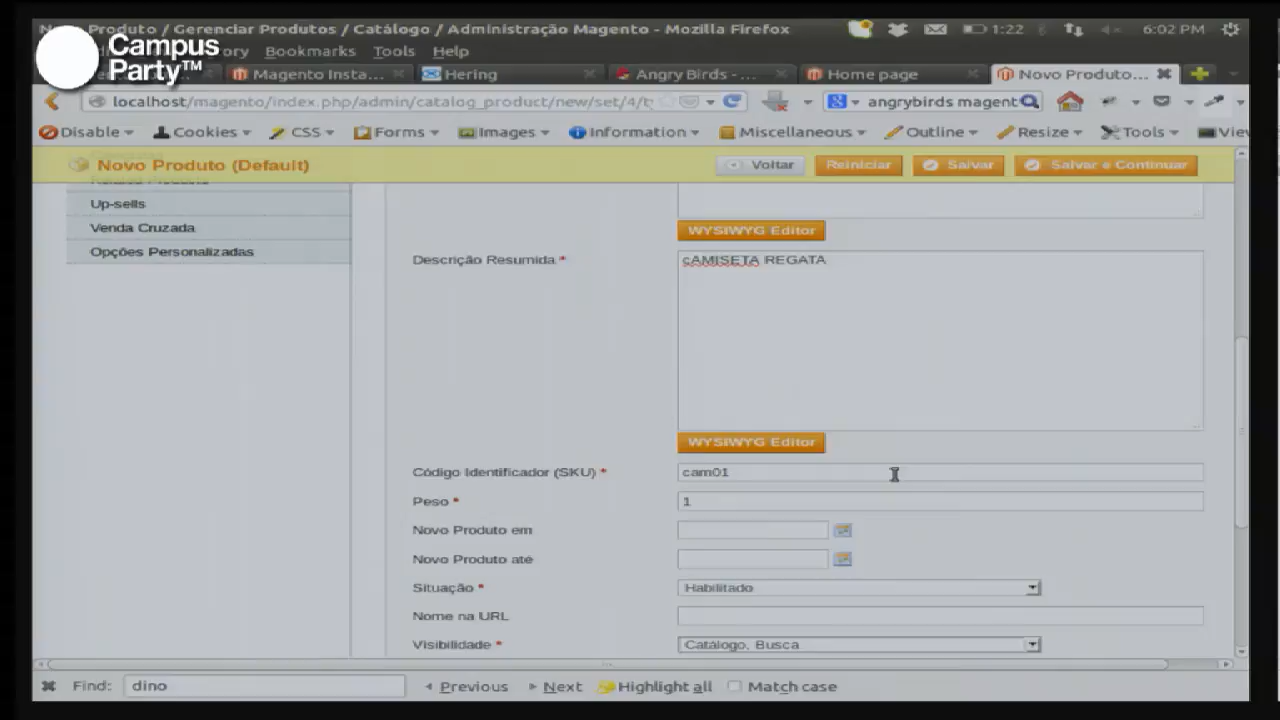 Novo Produto / Gerenciar Produtos / Catálogo / Administração Magento - Mozilla Firefox
1:22
6:02 PM
Campus
Party™
Bookmarks Tools Help
Magento Insta...
Hering
Angry Birds - ...
Home page
Novo Produto...
localhost/magento/index.php/admin/catalog_product/new/set/4/ty
angrybirds magent
Disable
Cookies
CSS
Forms
Images
Information
Miscellaneous
Outline
Resize
Tools
View
Novo Produto (Default)
Voltar
Reiniciar
Salvar
Salvar e Continuar
Up-sells
Venda Cruzada
Opções Personalizadas
WYSIWYG Editor
Descrição Resumida *
cAMISETA REGATA
WYSIWYG Editor
Código Identificador (SKU) *
cam01
Peso *
1
Novo Produto em
Novo Produto até
Situação *
Habilitado
Nome na URL
Visibilidade *
Catálogo, Busca
Find:
dino
Previous
Next
Highlight all
Match case